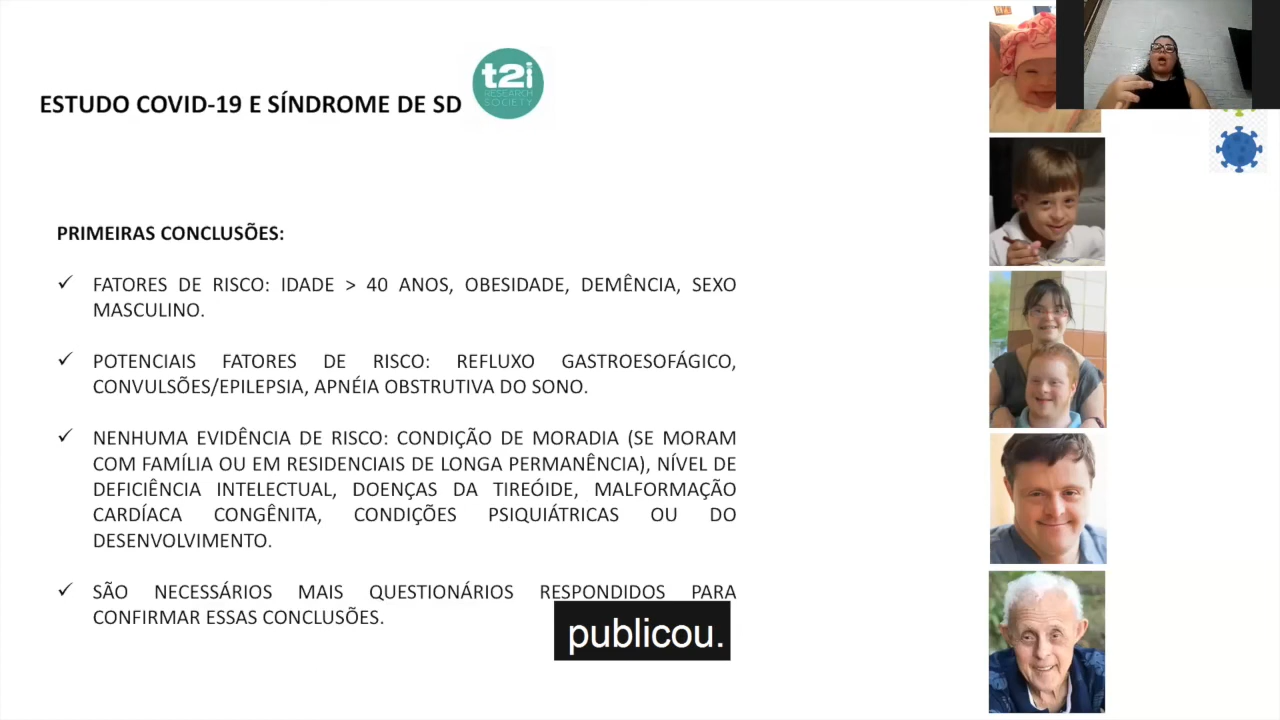 t2i
RESEARCH
SOCIETY
ESTUDO COVID-19 E SÍNDROME DE SD
PRIMEIRAS CONCLUSÕES:
✓ FATORES DE RISCO: IDADE > 40 ANOS, OBESIDADE, DEMÊNCIA, SEXO
MASCULINO.
✓ POTENCIAIS FATORES DE RISCO: REFLUXO GASTROESOFÁGICO,
CONVULSÕES/EPILEPSIA, APNÉIA OBSTRUTIVA DO SONO.
✓ NENHUMA EVIDÊNCIA DE RISCO: CONDIÇÃO DE MORADIA (SE MORAM
COM FAMÍLIA OU EM RESIDENCIAIS DE LONGA PERMANÊNCIA), NÍVEL DE
DEFICIÊNCIA INTELECTUAL, DOENÇAS DA TIREÓIDE, MALFORMAÇÃO
CARDÍACA CONGÊNITA, CONDIÇÕES PSIQUIÁTRICAS OU DO
DESENVOLVIMENTO.
✓ SÃO NECESSÁRIOS MAIS QUESTIONÁRIOS RESPONDIDOS PARA
CONFIRMAR ESSAS CONCLUSÕES.
publicou.